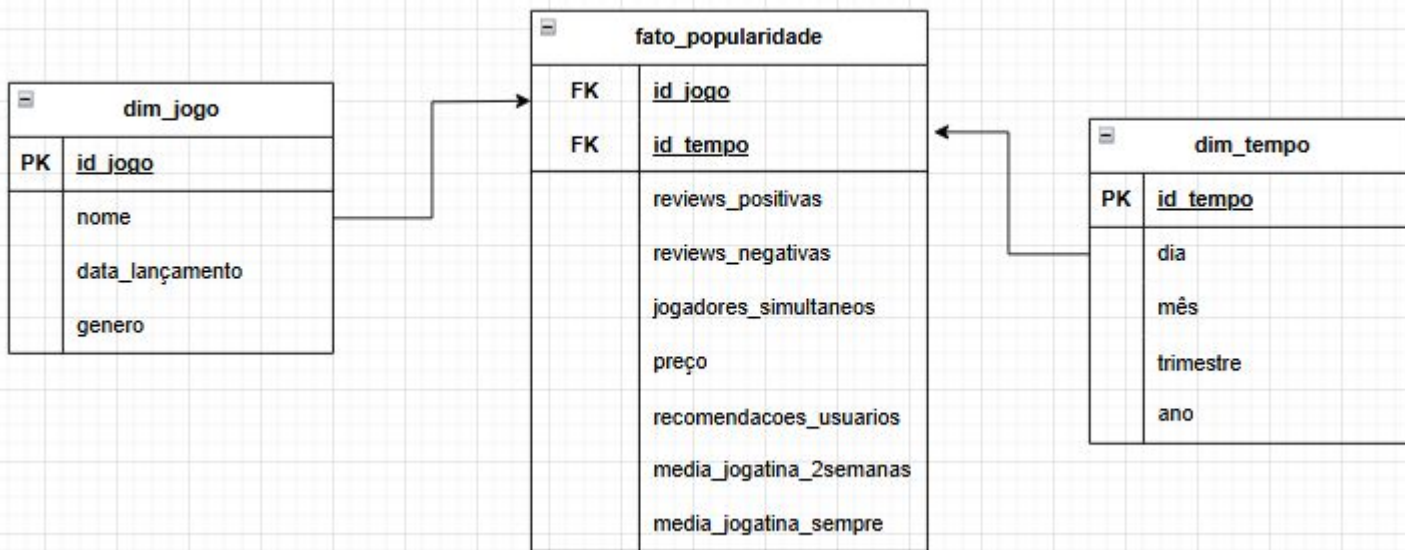 dim_jogo
PK id_jogo
nome
data_lançamento
genero
fato_popularidade
FK id_jogo
FK id_tempo
reviews_positivas
reviews_negativas
jogadores_simultaneos
preço
recomendacoes_usuarios
media_jogatina_2semanas
media_jogatina_sempre
dim_tempo
PK id_tempo
dia
mês
trimestre
ano